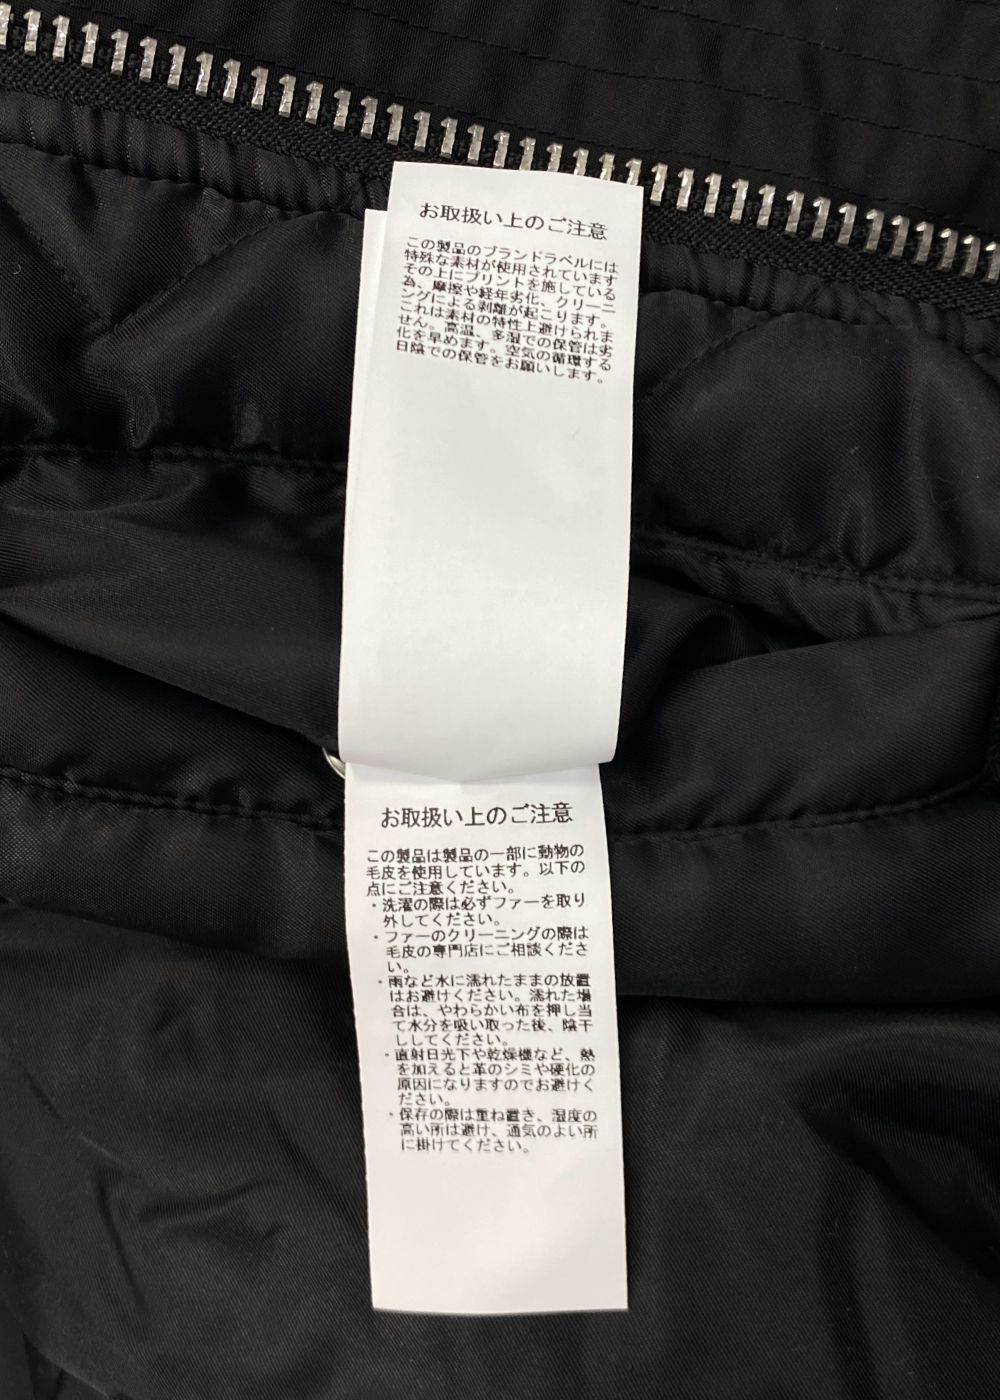 お取扱い上のご注意
この製品のブランドラベルには
特殊な素材が使用されています
その上にプリントを施している
為、摩擦や経年劣化、クリーニ
ングによる剥離が起こります。
これは素材の特性上避けられま
せん。高温、多湿での保管は劣
化を早めます。空気の循環する
日陰での保管をお願いします。
お取扱い上のご注意
この製品は製品の一部に動物の
毛皮を使用しています。以下の
点にご注意ください。
・洗濯の際は必ずファーを取り
外してください。
・ファーのクリーニングの際は
毛皮の専門店にご相談くださ
い。
・雨など水に濡れたままの放置
はお避けください。濡れた場
合は、やわらかい布を押し当
て水分を吸い取った後、陰干
ししてください。
・直射日光下や乾燥機など、熱
を加えると革のシミや硬化の
原因になりますのでお避けく
ださい。
・保存の際は重ね置き、湿度の
高い所は避け、通気のよい所
に掛けてください。